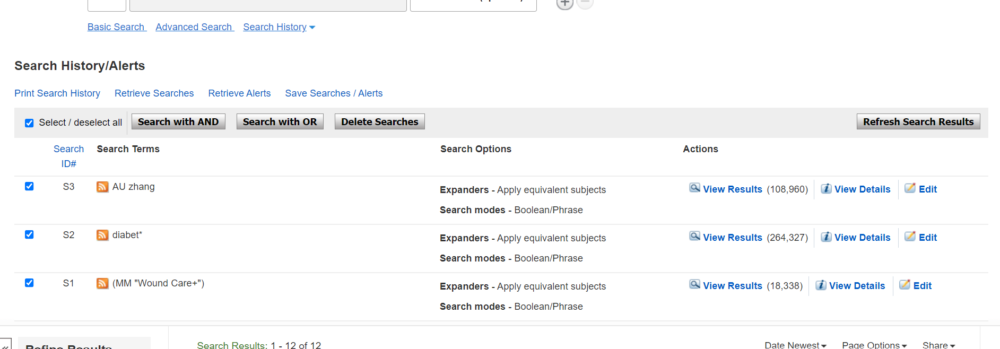 Basic Search Advanced Search Search History
Search History/Alerts
Print Search History Retrieve Searches Retrieve Alerts Save Searches / Alerts
Select / deselect all Search with AND Search with OR Delete Searches Refresh Search Results
Search ID# Search Terms Search Options Actions
S3 AU zhang Expanders - Apply equivalent subjects View Results (108,960) View Details Edit
Search modes - Boolean/Phrase
S2 diabet* Expanders - Apply equivalent subjects View Results (264,327) View Details Edit
Search modes - Boolean/Phrase
S1 (MM "Wound Care+") Expanders - Apply equivalent subjects View Results (18,338) View Details Edit
Search modes - Boolean/Phrase
Refine Results Search Results: 1 - 12 of 12 Date Newest Page Options Share